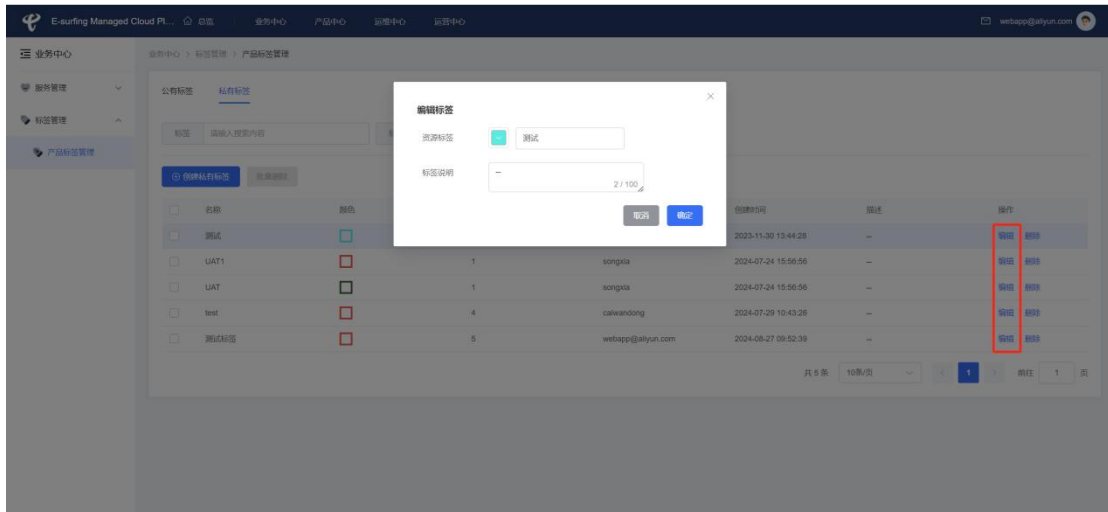 E-surfing Managed Cloud Pl... 总览 业务中心 产品中心 运维中心 运营中心 webapp@aliyun.com
业务中心 业务中心 > 标签管理 > 产品标签管理
服务管理 公有标签 私有标签
编辑标签
标签管理 标签 请输入搜索内容 资源标签 测试
产品标签管理
标签说明 --
创建私有标签 批量删除 2 / 100
取消 确定
名称 颜色 创建时间 描述 操作
测试 2023-11-30 13:44:28 -- 编辑 删除
UAT1 1 songxia 2024-07-24 15:56:56 -- 编辑 删除
UAT 1 songxia 2024-07-24 15:56:56 -- 编辑 删除
test 4 caiwandong 2024-07-29 10:43:26 -- 编辑 删除
测试标签 5 webapp@aliyun.com 2024-08-27 09:52:39 -- 编辑 删除
共 5 条 10条/页 < 1 > 前往 1 页